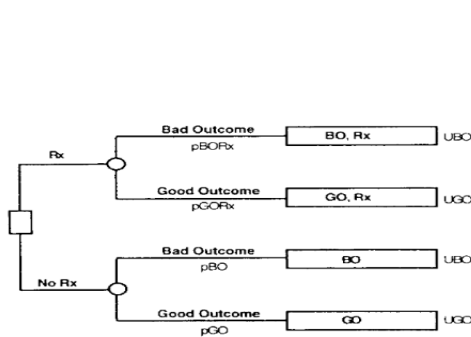 Bad Outcome
BO, Rx
UBO
pBORx
Rx
Good Outcome
GO, Rx
UGO
pGORx
Bad Outcome
BO
UBO
pBO
No Rx
Good Outcome
GO
UGO
pGO